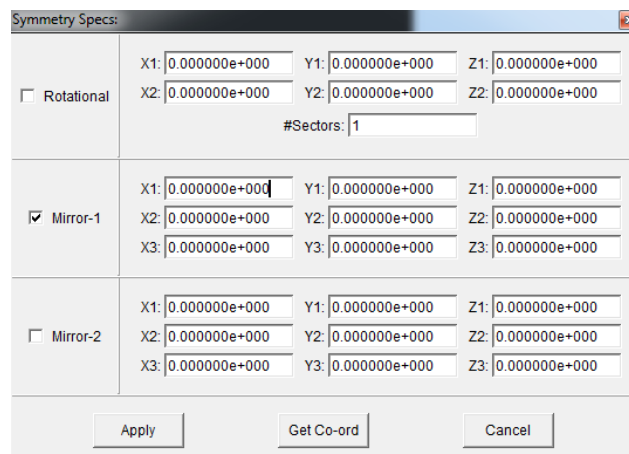 Symmetry Specs:
X1: 0.000000e+000 Y1: 0.000000e+000 Z1: 0.000000e+000
Rotational X2: 0.000000e+000 Y2: 0.000000e+000 Z2: 0.000000e+000
#Sectors: 1
X1: 0.000000e+000 Y1: 0.000000e+000 Z1: 0.000000e+000
Mirror-1 X2: 0.000000e+000 Y2: 0.000000e+000 Z2: 0.000000e+000
X3: 0.000000e+000 Y3: 0.000000e+000 Z3: 0.000000e+000
X1: 0.000000e+000 Y1: 0.000000e+000 Z1: 0.000000e+000
Mirror-2 X2: 0.000000e+000 Y2: 0.000000e+000 Z2: 0.000000e+000
X3: 0.000000e+000 Y3: 0.000000e+000 Z3: 0.000000e+000
Apply Get Co-ord Cancel